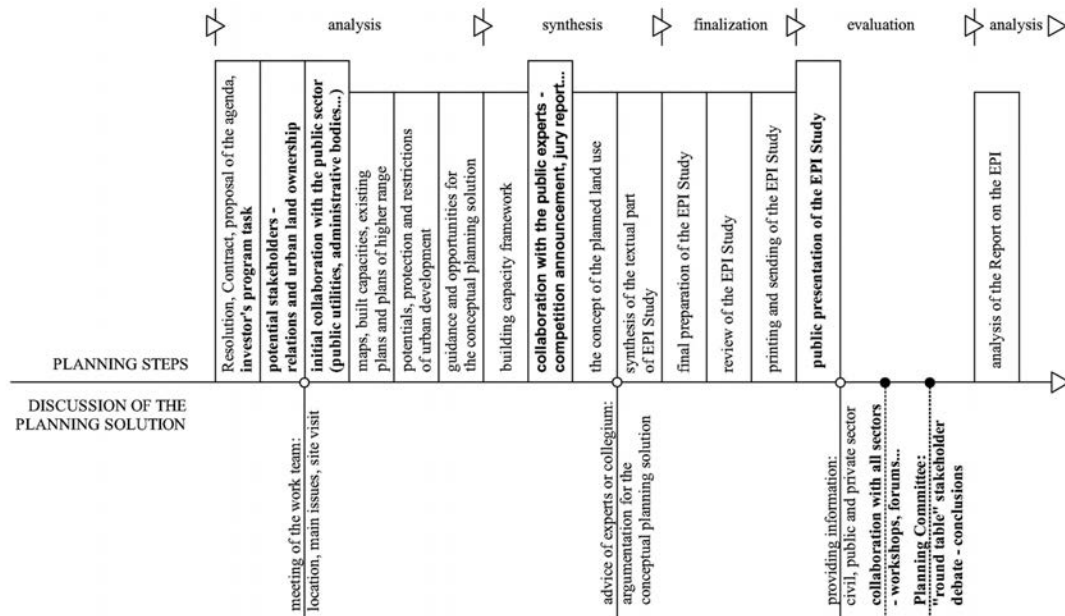 analysis
synthesis
finalization
evaluation
analysis
Resolution, Contract, proposal of the agenda,
investor's program task
potential stakeholders -
relations and urban land ownership
initial collaboration with the public sector
(public utilities, administrative bodies...)
maps, built capacities, existing
plans and plans of higher range
potentials, protection and restrictions
of urban development
guidance and opportunities for
the conceptual planning solution
building capacity framework
collaboration with the public experts -
competition announcement, jury report...
the concept of the planned land use
synthesis of the textual part
of EPI Study
final preparation of the EPI Study
review of the EPI Study
printing and sending of the EPI Study
public presentation of the EPI Study
analysis of the Report on the EPI
PLANNING STEPS
DISCUSSION OF THE
PLANNING SOLUTION
meeting of the work team:
location, main issues, site visit
advice of experts or collegium:
argumentation for the
conceptual planning solution
providing information:
civil, public and private sector
collaboration with all sectors
- workshops, forums...
Planning Committee:
"round table" stakeholder
debate - conclusions